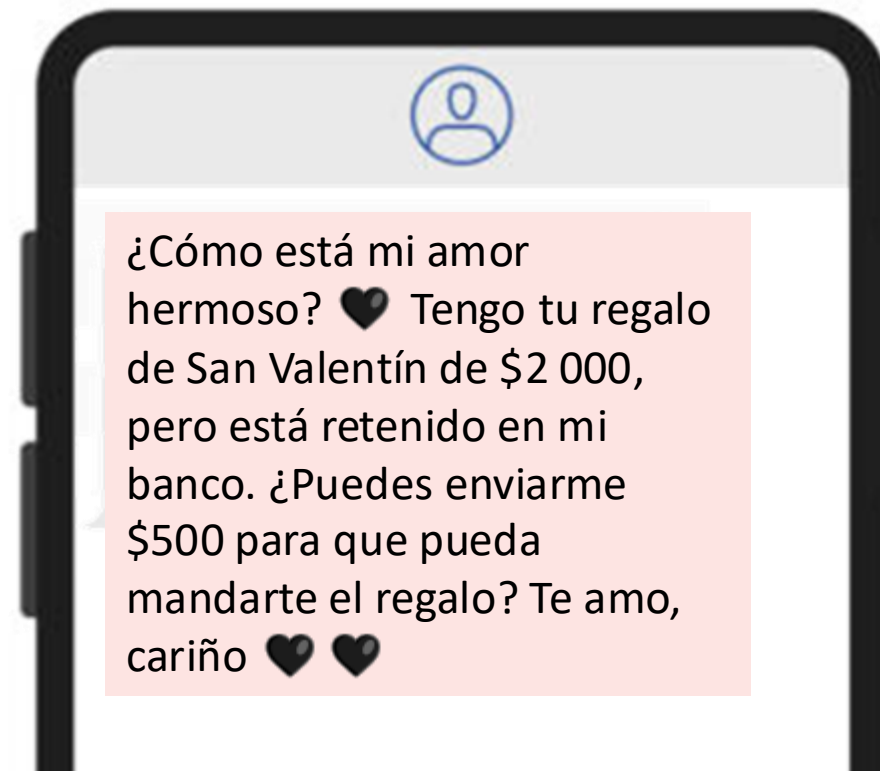 ¿Cómo está mi amor
hermoso? 🖤 Tengo tu regalo
de San Valentín de $2 000,
pero está retenido en mi
banco. ¿Puedes enviarme
$500 para que pueda
mandarte el regalo? Te amo,
cariño 🖤 🖤